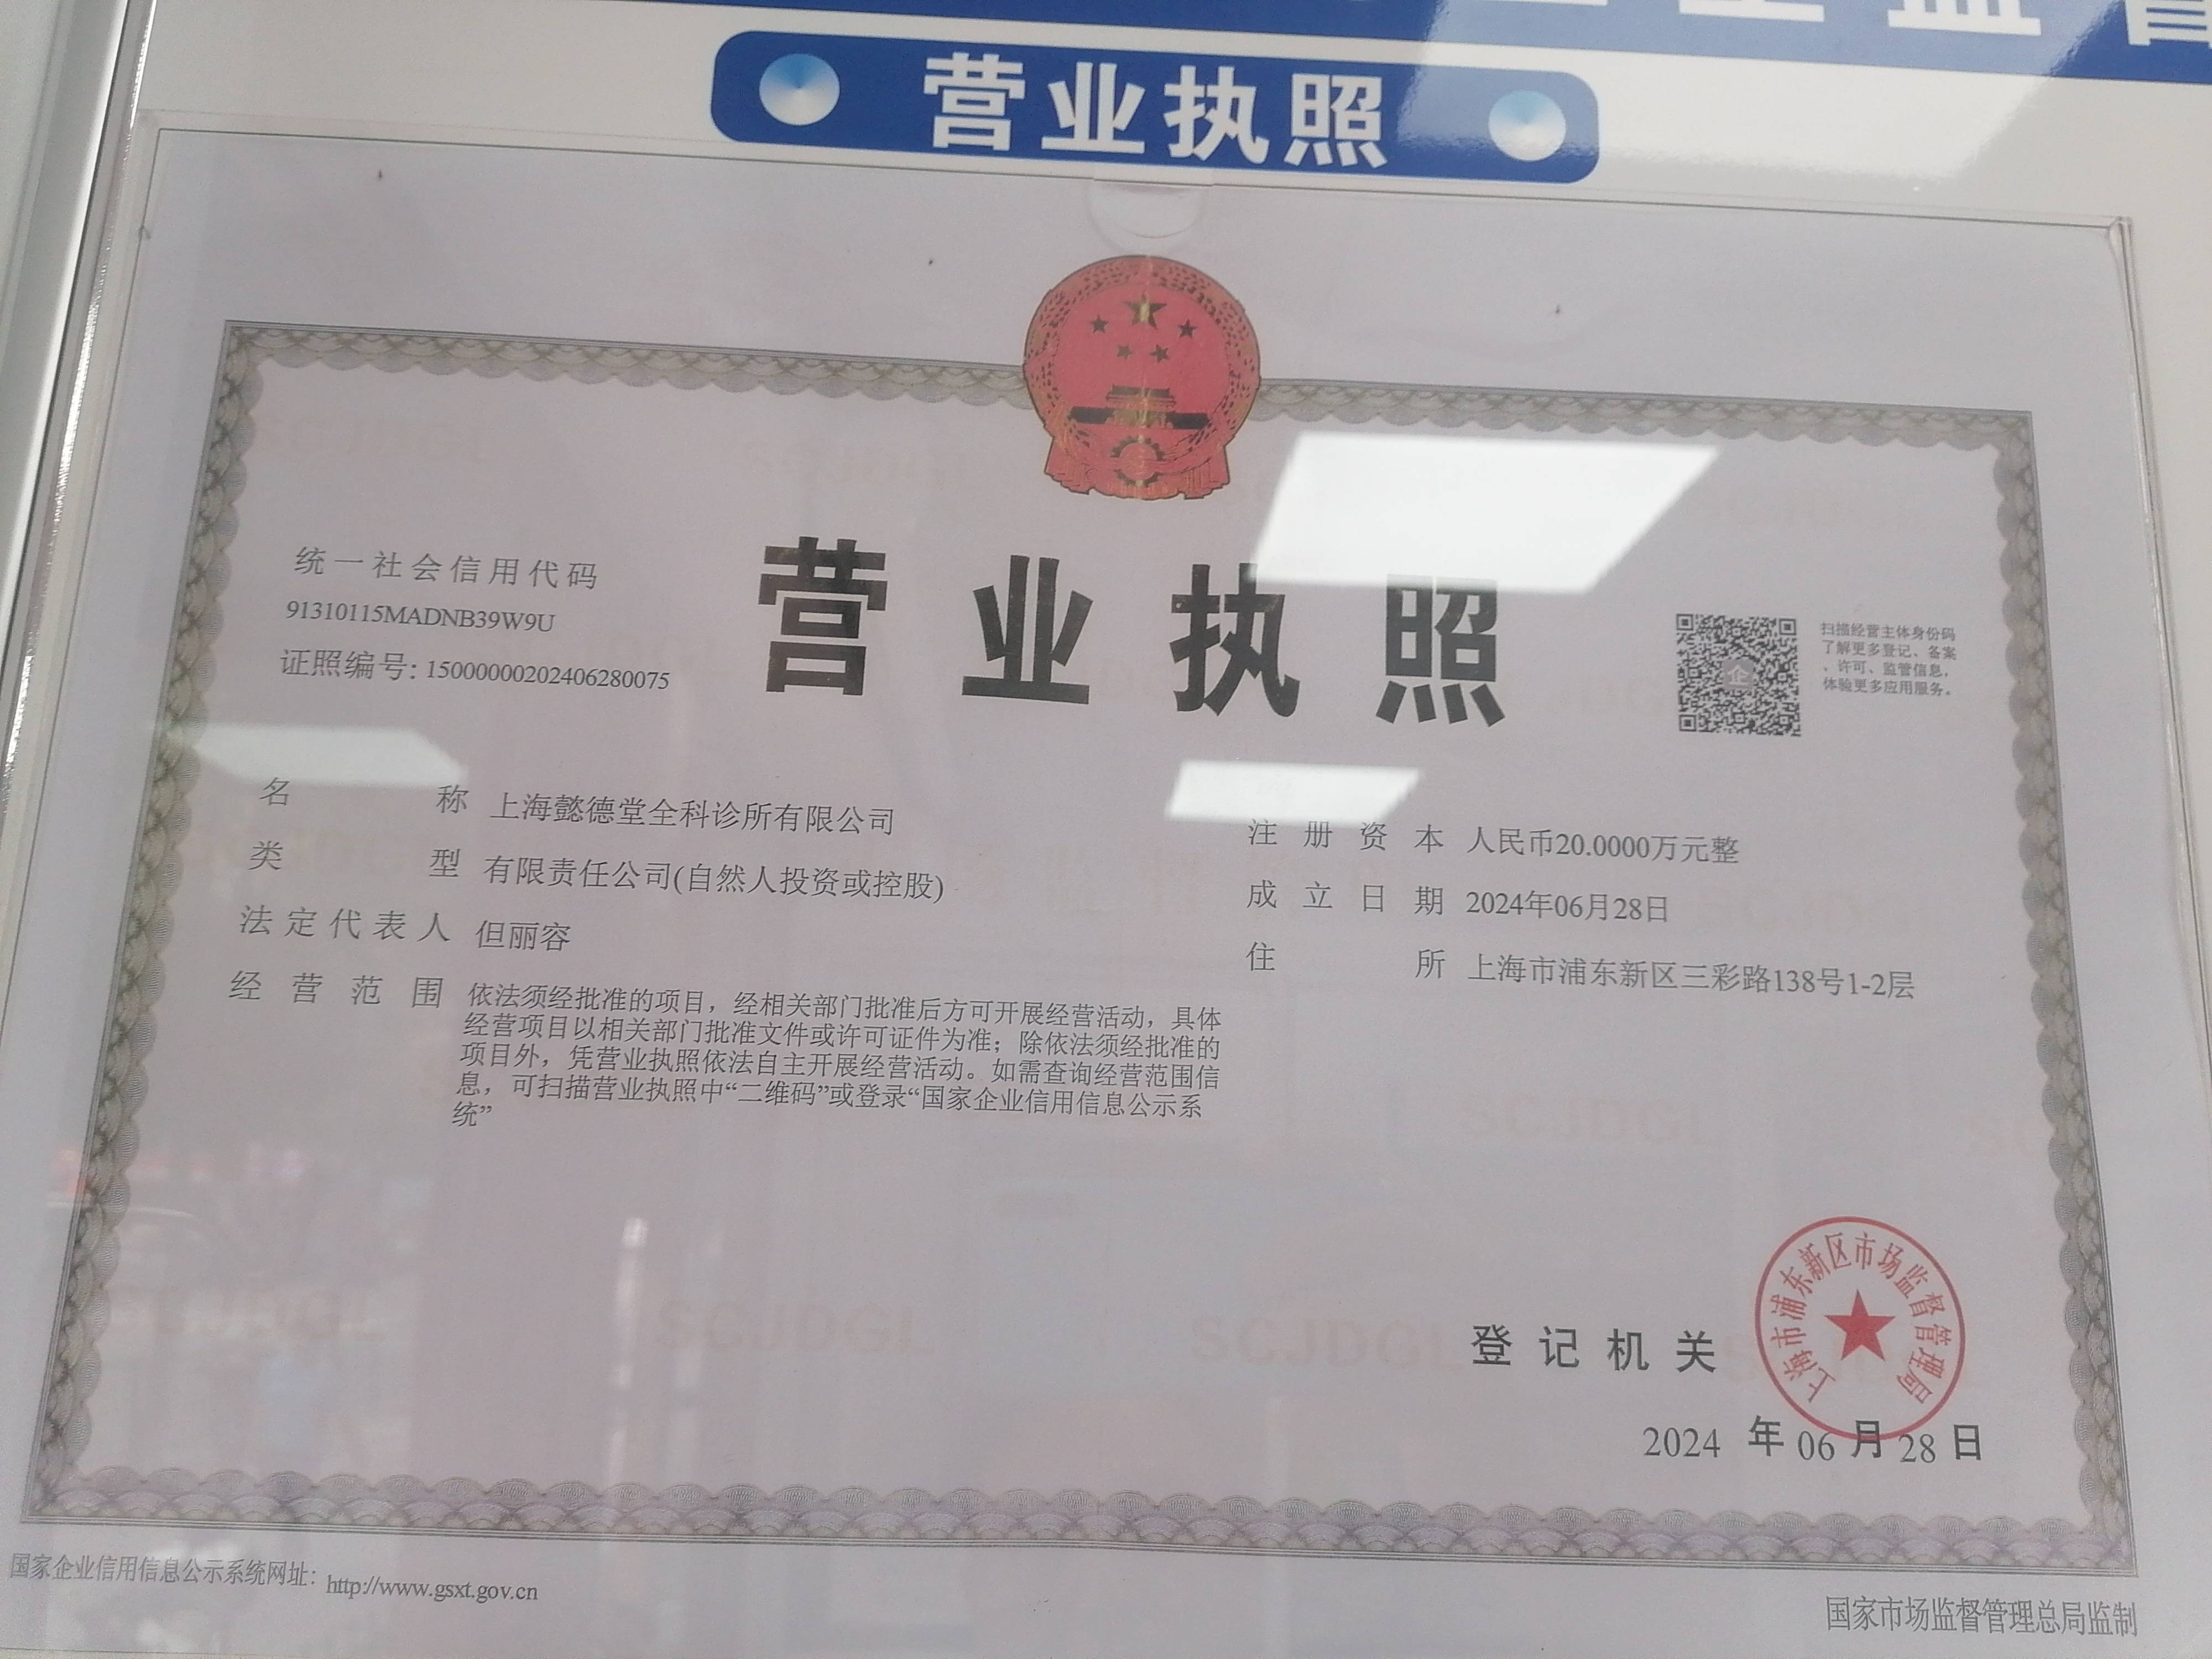 营业执照
统一社会信用代码
91310115MADNB39W9U
证照编号：15000000202406280075
营业执照
扫描经营主体身份码
了解更多登记、备案
、许可、监管信息，
体验更多应用服务。
名称 上海懿德堂全科诊所有限公司
类型 有限责任公司(自然人投资或控股)
法定代表人 但丽容
经营范围 依法须经批准的项目，经相关部门批准后方可开展经营活动，具体
经营项目以相关部门批准文件或许可证件为准；除依法须经批准的
项目外，凭营业执照依法自主开展经营活动。如需查询经营范围信
息，可扫描营业执照中“二维码”或登录“国家企业信用信息公示系
统”
注册资本 人民币20.0000万元整
成立日期 2024年06月28日
住所 上海市浦东新区三彩路138号1-2层
登记机关
上海市浦东新区市场监督管理局
2024 年 06 月 28 日
国家企业信用信息公示系统网址：http://www.gsxt.gov.cn
国家市场监督管理总局监制